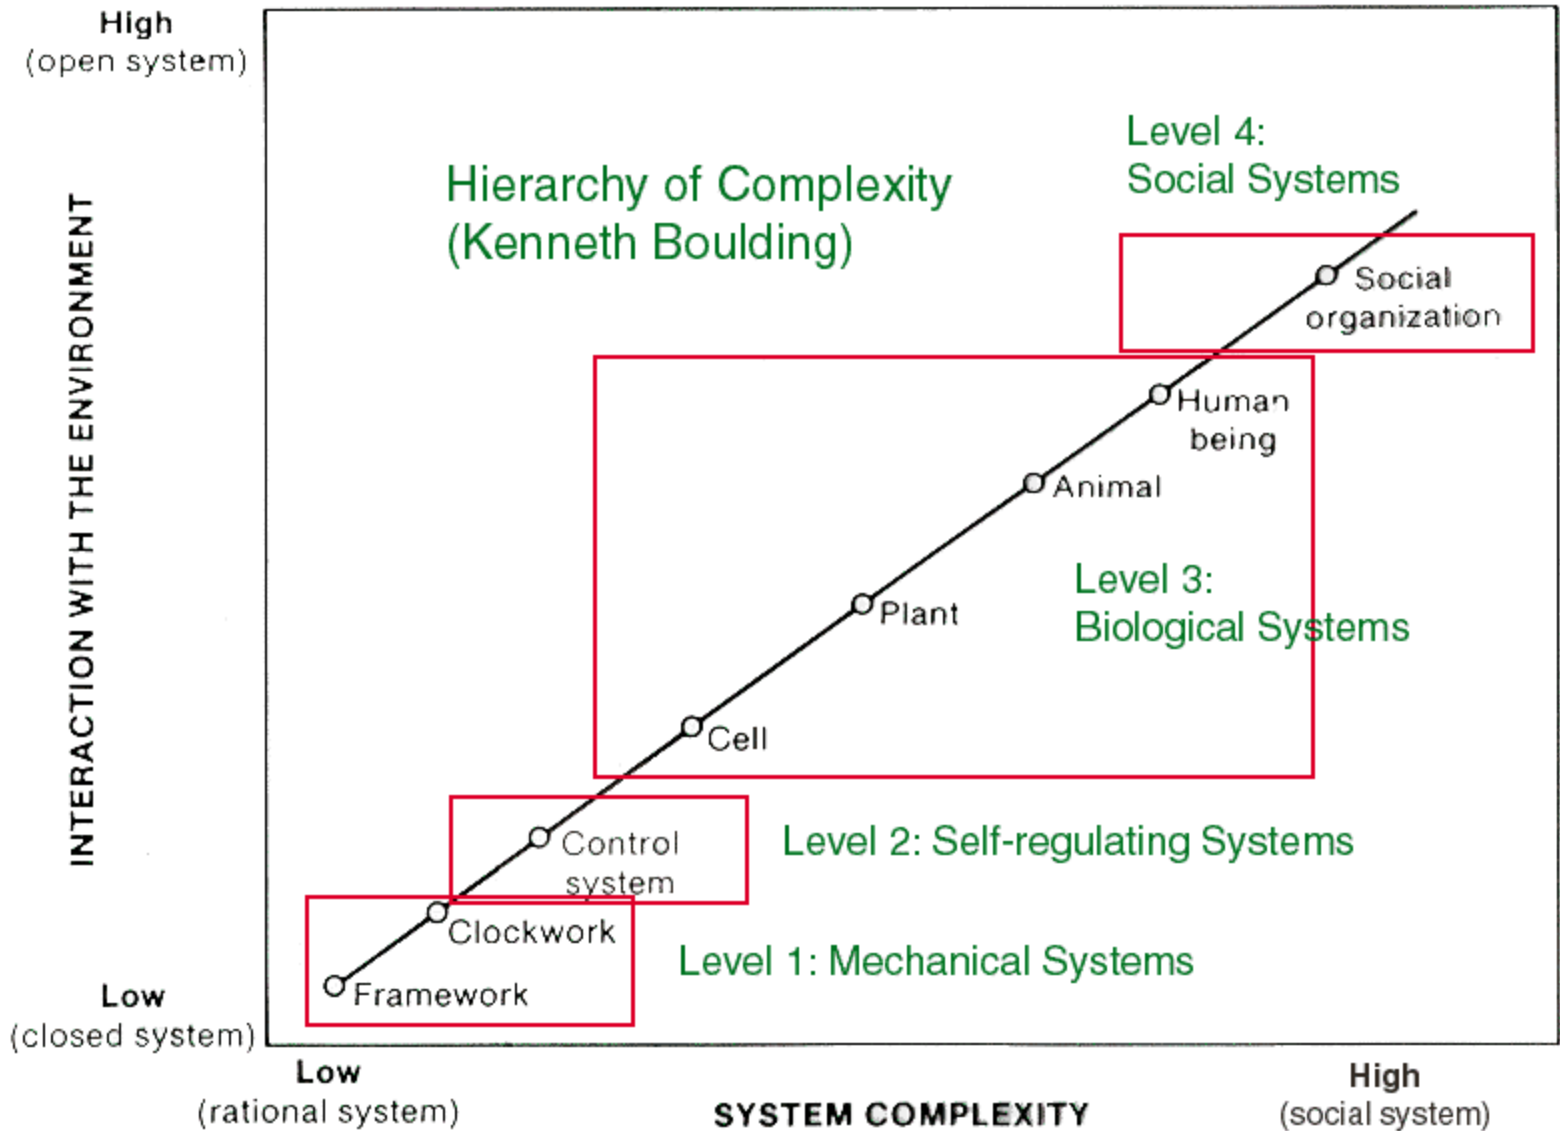 High
(open system)
Level 4:
Social Systems
Hierarchy of Complexity
(Kenneth Boulding)
INTERACTION WITH THE ENVIRONMENT
Social
organization
Human
being
Animal
Level 3:
Biological Systems
Plant
Cell
Control
system
Level 2: Self-regulating Systems
Clockwork
Level 1: Mechanical Systems
Framework
Low
(closed system)
Low
(rational system)
SYSTEM COMPLEXITY
High
(social system)